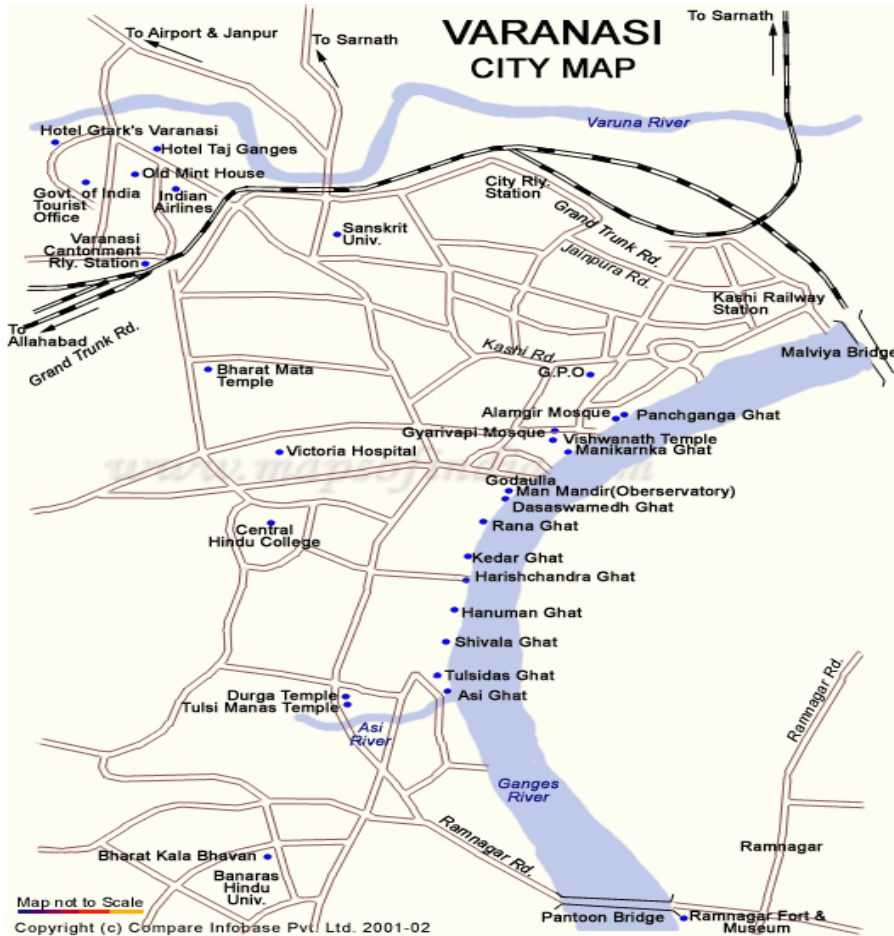 To Airport & Janpur
To Sarnath
VARANASI
CITY MAP
To Sarnath
Varuna River
Hotel Gtark's Varanasi
Hotel Taj Ganges
Old Mint House
Govt. of India
Tourist
Office
Indian
Airlines
City Rly.
Station
Sanskrit
Univ.
Grand Trunk Rd.
Varanasi
Cantonment
Rly. Station
Jainpura Rd.
Kashi Railway
Station
To
Allahabad
Grand Trunk Rd.
Kashi Rd.
Malviya Bridge
Bharat Mata
Temple
G.P.O
Alamgir Mosque
Panchganga Ghat
Gyarivapi Mosque
Vishwanath Temple
Victoria Hospital
Manikarnka Ghat
www.mapsofindia.com
Godaulla
Man Mandir(Oberservatory)
Dasaswamedh Ghat
Central
Hindu College
Rana Ghat
Kedar Ghat
Harishchandra Ghat
Hanuman Ghat
Shivala Ghat
Tulsidas Ghat
Durga Temple
Asi Ghat
Tulsi Manas Temple
Asi
River
Ramnagar Rd.
Ganges
River
Ramnagar Rd.
Ramnagar
Bharat Kala Bhavan
Banaras
Hindu
Univ.
Map not to Scale
Pantoon Bridge
Ramnagar Fort &
Museum
Copyright (c) Compare Infobase Pvt. Ltd. 2001-02